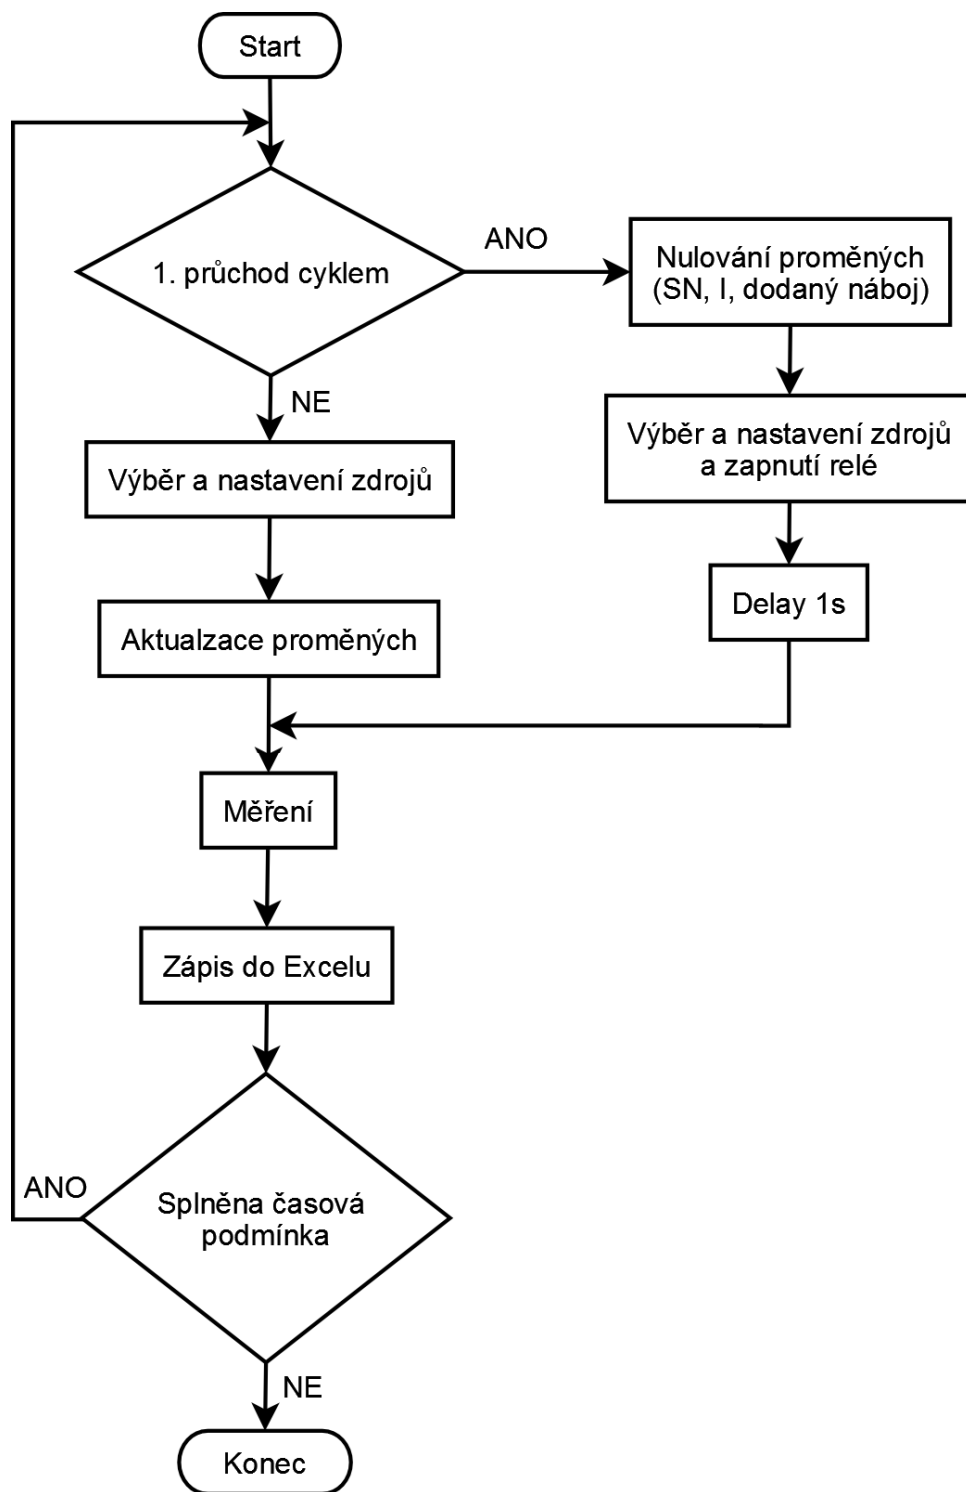 Start
1. průchod cyklem
ANO
Nulování proměných
(SN, I, dodaný náboj)
NE
Výběr a nastavení zdrojů
a zapnutí relé
Výběr a nastavení zdrojů
Delay 1s
Aktualzace proměných
Měření
Zápis do Excelu
ANO
Splněna časová
podmínka
NE
Konec